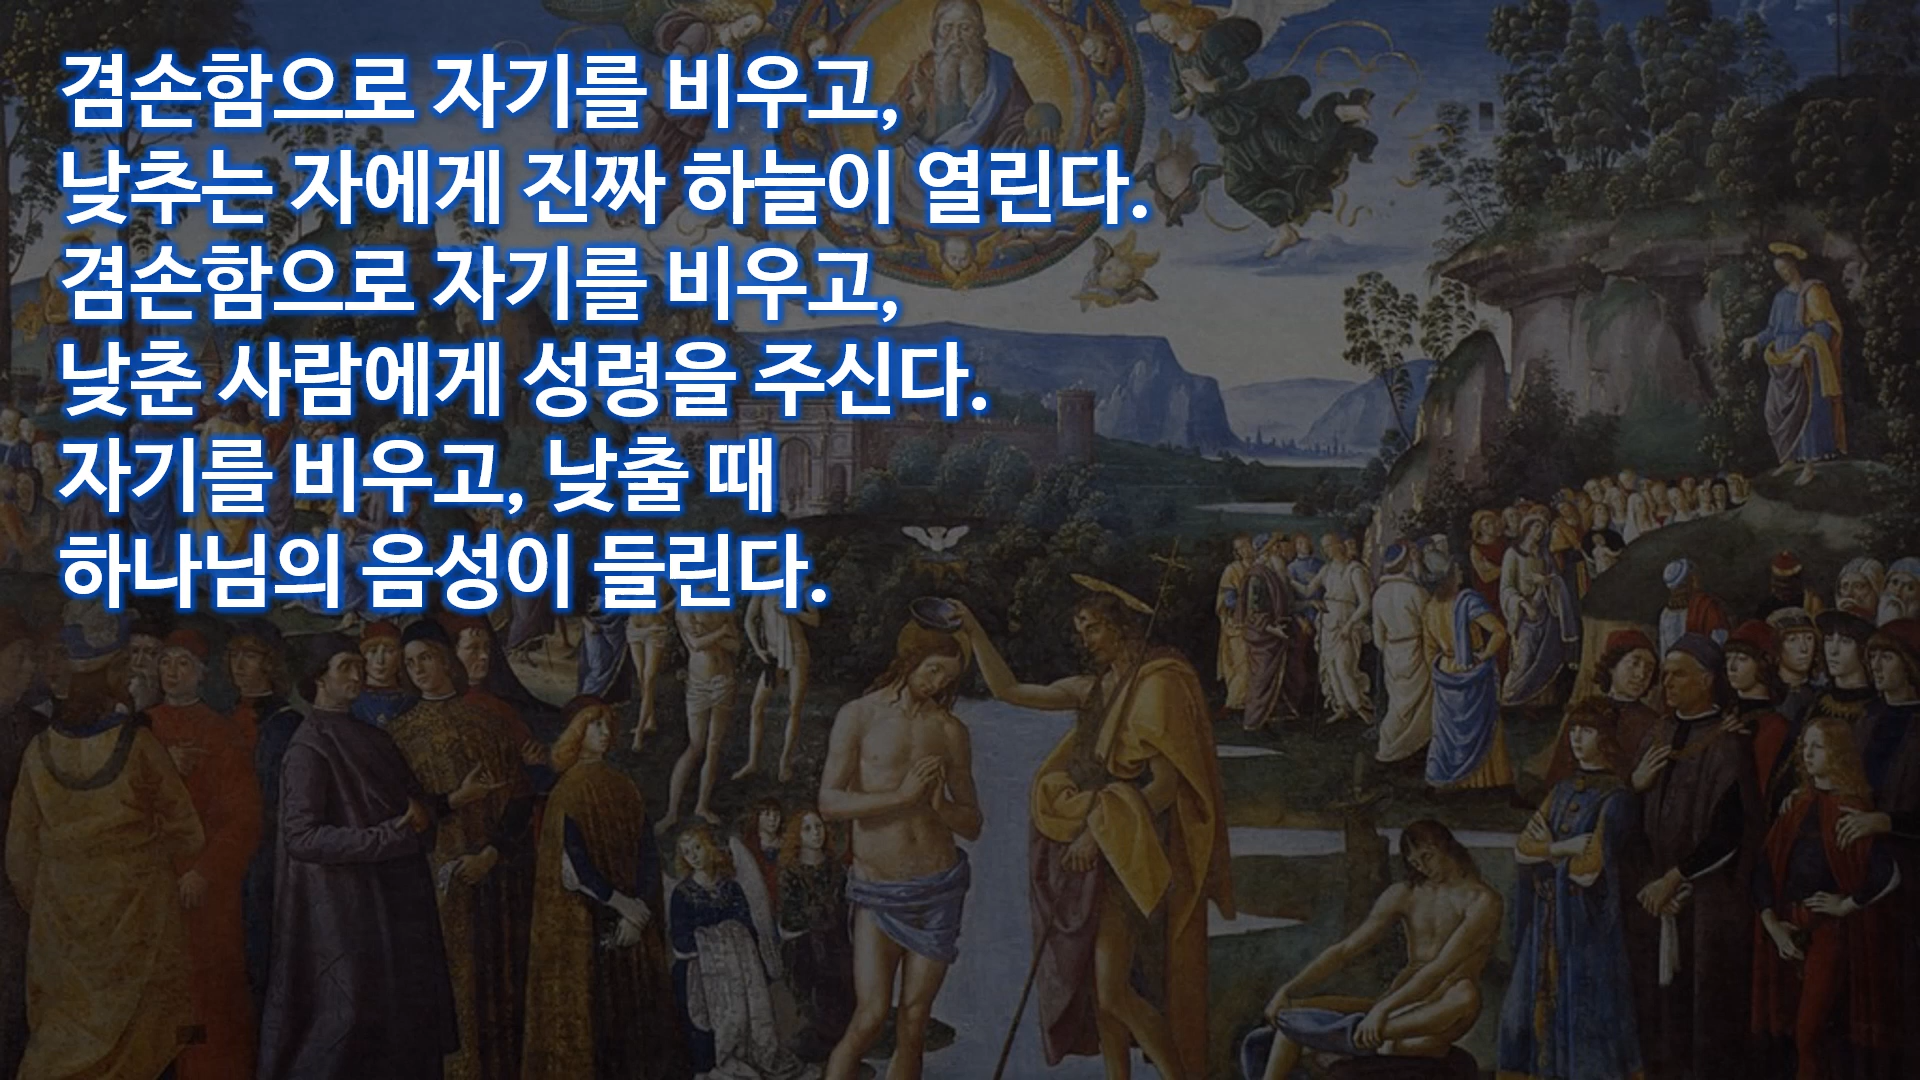 겸손함으로 자기를 비우고,
낮추는 자에게 진짜 하늘이 열린다.
겸손함으로 자기를 비우고,
낮춘 사람에게 성령을 주신다.
자기를 비우고, 낮출 때
하나님의 음성이 들린다.